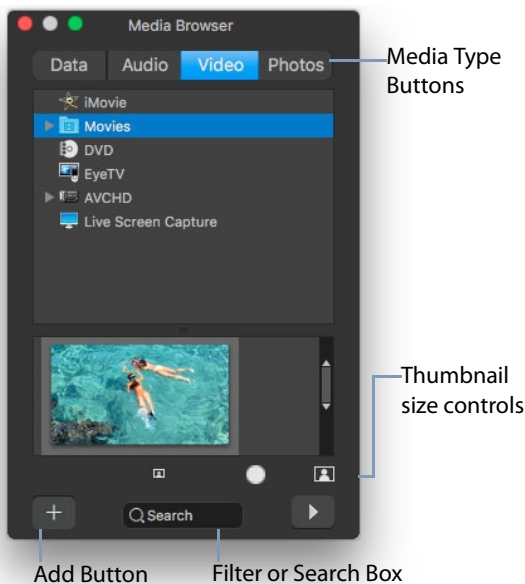 Media Browser
Data Audio Video Photos
Media Type
Buttons
iMovie
Movies
DVD
EyeTV
AVCHD
Live Screen Capture
Thumbnail
size controls
Search
Add Button
Filter or Search Box